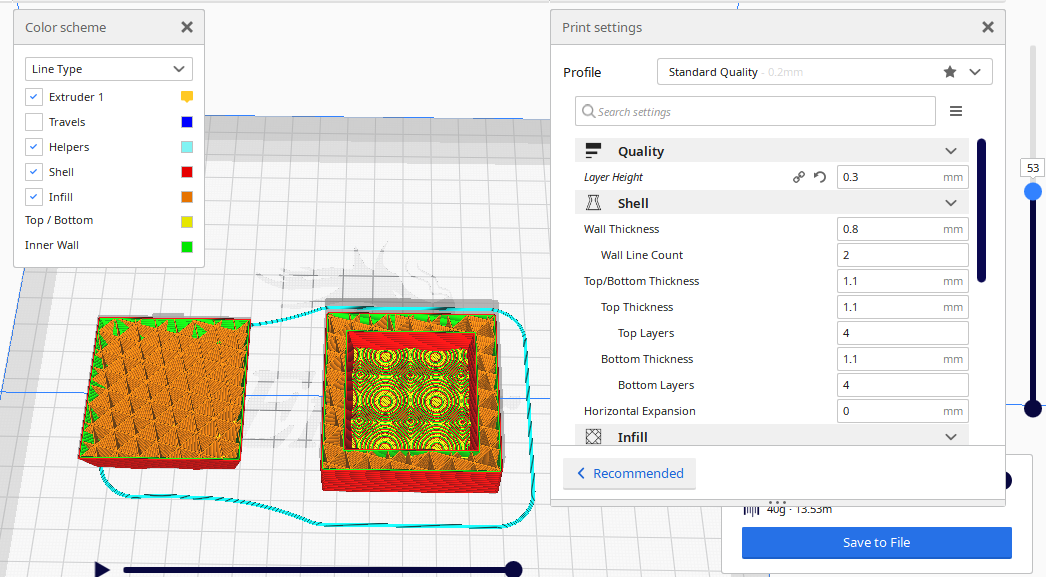 Color scheme
Line Type
Extruder 1
Travels
Helpers
Shell
Infill
Top / Bottom
Inner Wall
Print settings
Profile
Standard Quality - 0.2mm
Search settings
Quality
Layer Height 0.3 mm
Shell
Wall Thickness 0.8 mm
Wall Line Count 2
Top/Bottom Thickness 1.1 mm
Top Thickness 1.1 mm
Top Layers 4
Bottom Thickness 1.1 mm
Bottom Layers 4
Horizontal Expansion 0 mm
Infill
Recommended
53
40g · 13.53m
Save to File